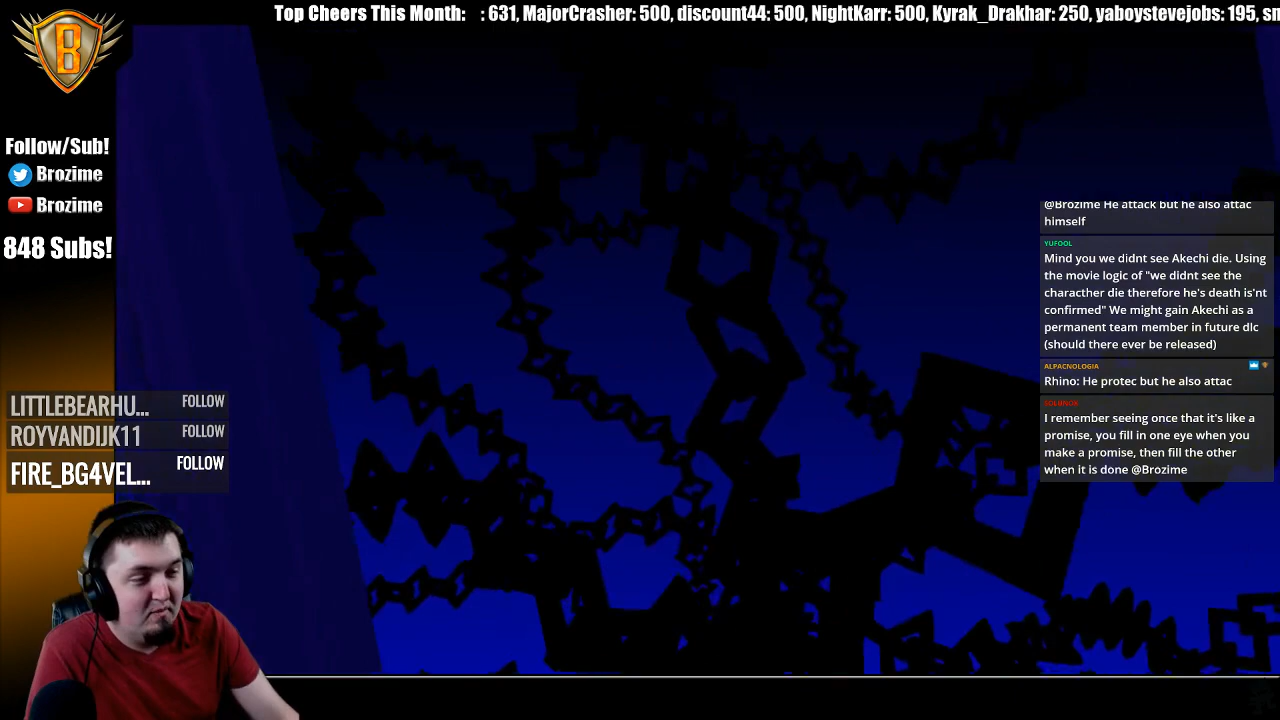 Top Cheers This Month: : 631, MajorCrasher: 500, discount44: 500, NightKarr: 500, Kyrak_Drakhar: 250, yaboystevejobs: 195, sn
B
Follow/Sub!
Brozime
Brozime
848 Subs!
LITTLEBEARHU... FOLLOW
ROYVANDIJK11 FOLLOW
FIRE_BG4VEL... FOLLOW
@Brozime He attack but he also attac
himself
YUFOOL
Mind you we didnt see Akechi die. Using
the movie logic of "we didnt see the
characther die therefore he's death is'nt
confirmed" We might gain Akechi as a
permanent team member in future dlc
(should there ever be released)
ALPACNOLOGIA
Rhino: He protec but he also attac
I remember seeing once that it's like a
promise, you fill in one eye when you
make a promise, then fill the other
when it is done @Brozime